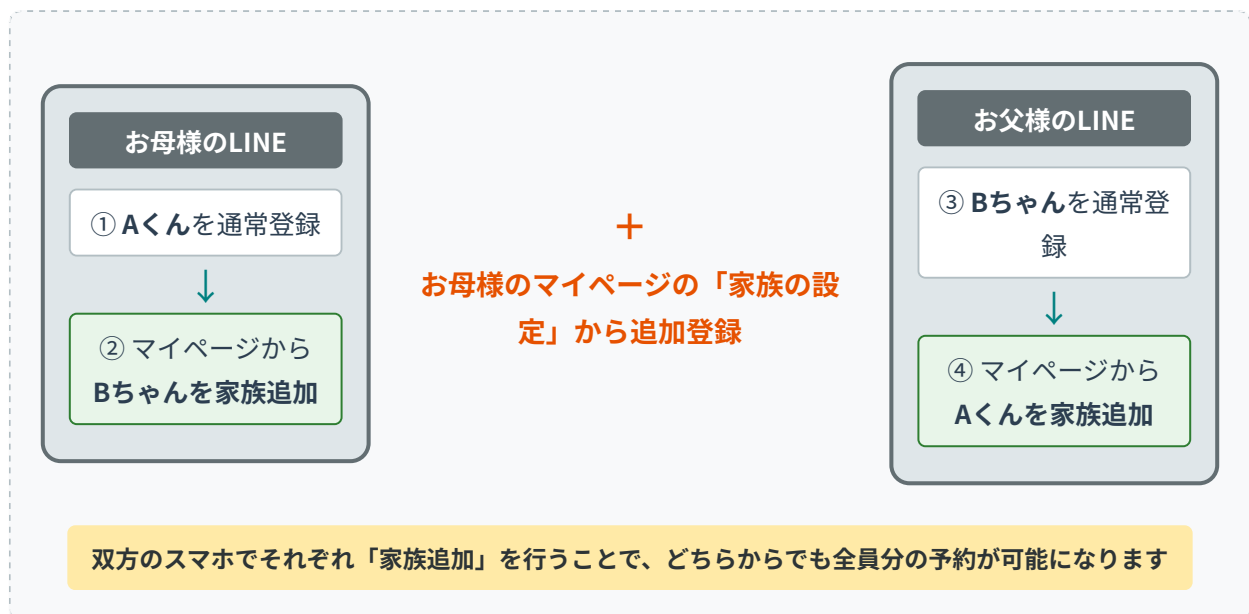 お母様のLINE
① Aくんを通常登録
↓
② マイページから
Bちゃんを家族追加
+
お母様のマイページの「家族の設
定」から追加登録
お父様のLINE
③ Bちゃんを通常登
録
↓
④ マイページから
Aくんを家族追加
双方のスマホでそれぞれ「家族追加」を行うことで、どちらからでも全員分の予約が可能になります